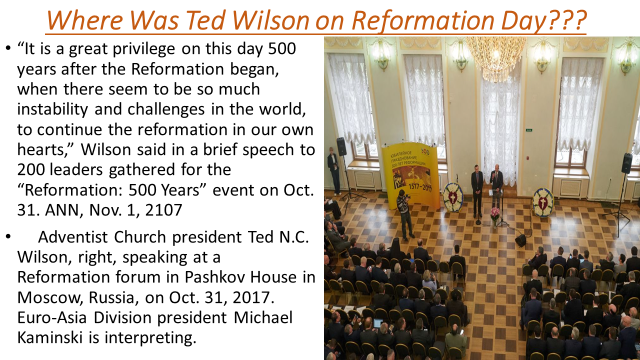 Where Was Ted Wilson on Reformation Day???
• “It is a great privilege on this day 500
years after the Reformation began,
when there seem to be so much
instability and challenges in the world,
to continue the reformation in our own
hearts,” Wilson said in a brief speech to
200 leaders gathered for the
“Reformation: 500 Years” event on Oct.
31. ANN, Nov. 1, 2107
• Adventist Church president Ted N.C.
Wilson, right, speaking at a
Reformation forum in Pashkov House in
Moscow, Russia, on Oct. 31, 2017.
Euro-Asia Division president Michael
Kaminski is interpreting.